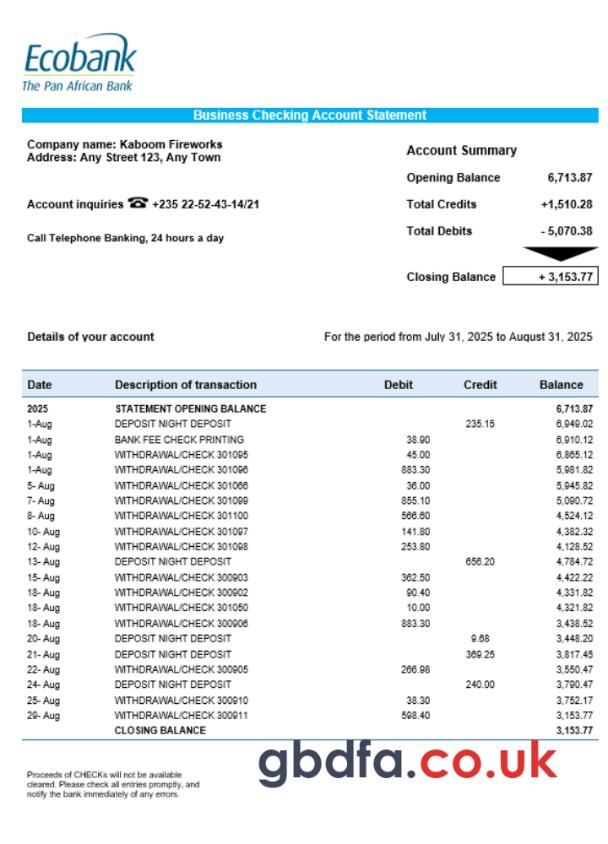 Ecobank
The Pan African Bank
Business Checking Account Statement
Company name: Kaboom Fireworks
Address: Any Street 123, Any Town
Account inquiries ☎ +235 22-52-43-14/21
Call Telephone Banking, 24 hours a day
Account Summary
Opening Balance 6,713.87
Total Credits +1,510.28
Total Debits - 5,070.38
Closing Balance + 3,153.77
Details of your account For the period from July 31, 2025 to August 31, 2025
Date Description of transaction Debit Credit Balance
2025 STATEMENT OPENING BALANCE 6,713.87
1-Aug DEPOSIT NIGHT DEPOSIT 235.15 6,949.02
1-Aug BANK FEE CHECK PRINTING 38.90 6,910.12
1-Aug WITHDRAWAL/CHECK 301095 45.00 6,865.12
1-Aug WITHDRAWAL/CHECK 301096 883.30 5,981.82
5- Aug WITHDRAWAL/CHECK 301066 36.00 5,945.82
7- Aug WITHDRAWAL/CHECK 301099 855.10 5,090.72
8- Aug WITHDRAWAL/CHECK 301100 566.60 4,524.12
10- Aug WITHDRAWAL/CHECK 301097 141.80 4,382.32
12- Aug WITHDRAWAL/CHECK 301098 253.80 4,128.52
13- Aug DEPOSIT NIGHT DEPOSIT 656.20 4,784.72
15- Aug WITHDRAWAL/CHECK 300903 362.50 4,422.22
18- Aug WITHDRAWAL/CHECK 300902 90.40 4,331.82
18- Aug WITHDRAWAL/CHECK 301050 10.00 4,321.82
18- Aug WITHDRAWAL/CHECK 300906 883.30 3,438.52
20- Aug DEPOSIT NIGHT DEPOSIT 9.68 3,448.20
21- Aug DEPOSIT NIGHT DEPOSIT 369.25 3,817.45
22- Aug WITHDRAWAL/CHECK 300905 266.98 3,550.47
24- Aug DEPOSIT NIGHT DEPOSIT 240.00 3,790.47
25- Aug WITHDRAWAL/CHECK 300910 38.30 3,752.17
29- Aug WITHDRAWAL/CHECK 300911 598.40 3,153.77
CLOSING BALANCE 3,153.77
gbdfa.co.uk
Proceeds of CHECKs will not be available
cleared. Please check all entries promptly, and
notify the bank immediately of any errors.